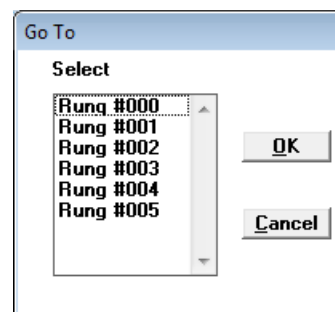 Go To
Select
Rung #000
Rung #001
Rung #002
Rung #003
Rung #004
Rung #005
OK
Cancel